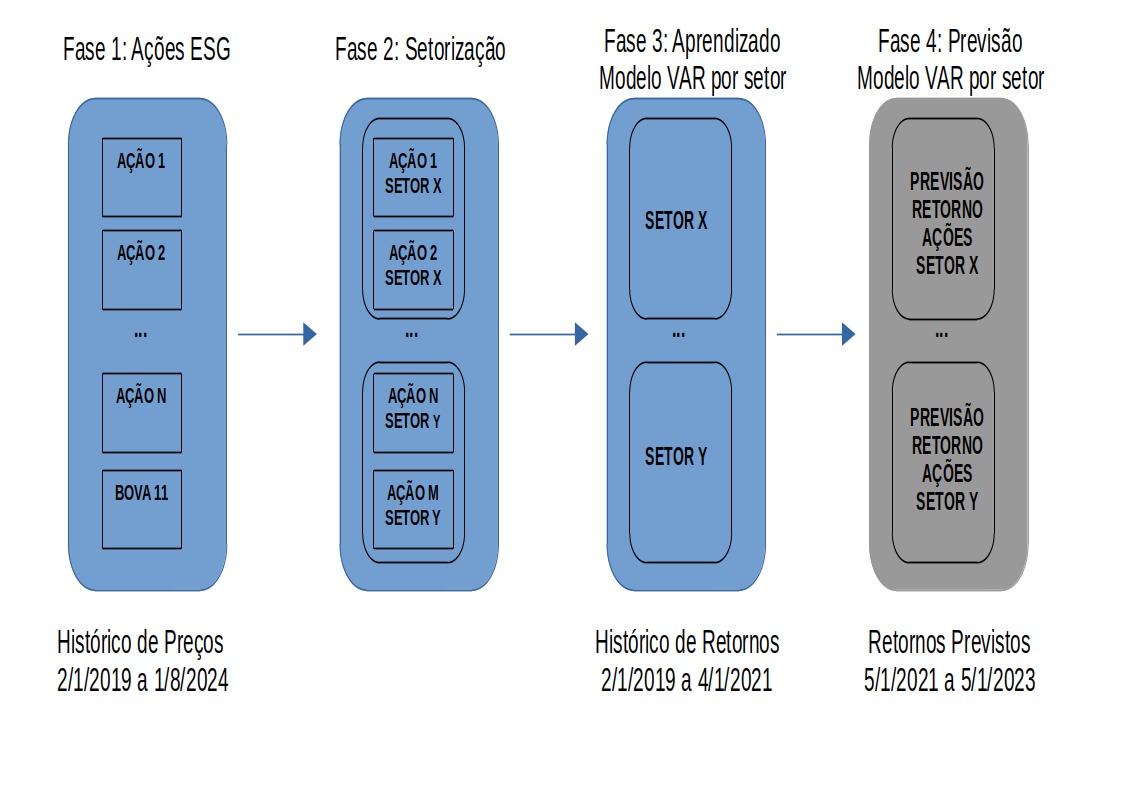 Fase 1: Ações ESG
AÇÃO 1
AÇÃO 2
...
AÇÃO N
BOVA 11
Histórico de Preços
2/1/2019 a 1/8/2024
Fase 2: Setorização
AÇÃO 1
SETOR X
AÇÃO 2
SETOR X
...
AÇÃO N
SETOR Y
AÇÃO M
SETOR Y
Fase 3: Aprendizado
Modelo VAR por setor
SETOR X
...
SETOR Y
Histórico de Retornos
2/1/2019 a 4/1/2021
Fase 4: Previsão
Modelo VAR por setor
PREVISÃO
RETORNO
AÇÕES
SETOR X
...
PREVISÃO
RETORNO
AÇÕES
SETOR Y
Retornos Previstos
5/1/2021 a 5/1/2023